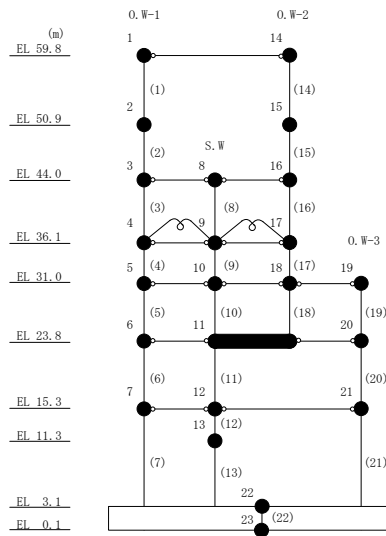 O.W-1 O.W-2
(m) 1 14
EL 59.8
(1) (14)
2 15
EL 50.9
(2) S.W (15)
3 8 16
EL 44.0
(3) (8) (16)
4 9 17
EL 36.1 O.W-3
5 (4) 10 (9) 18 (17) 19
EL 31.0
(5) (10) (18) (19)
6 11 20
EL 23.8
(6) (11) (20)
7 12 21
EL 15.3
13 (12)
EL 11.3
(7) (13) (21)
22
EL 3.1
23 (22)
EL 0.1